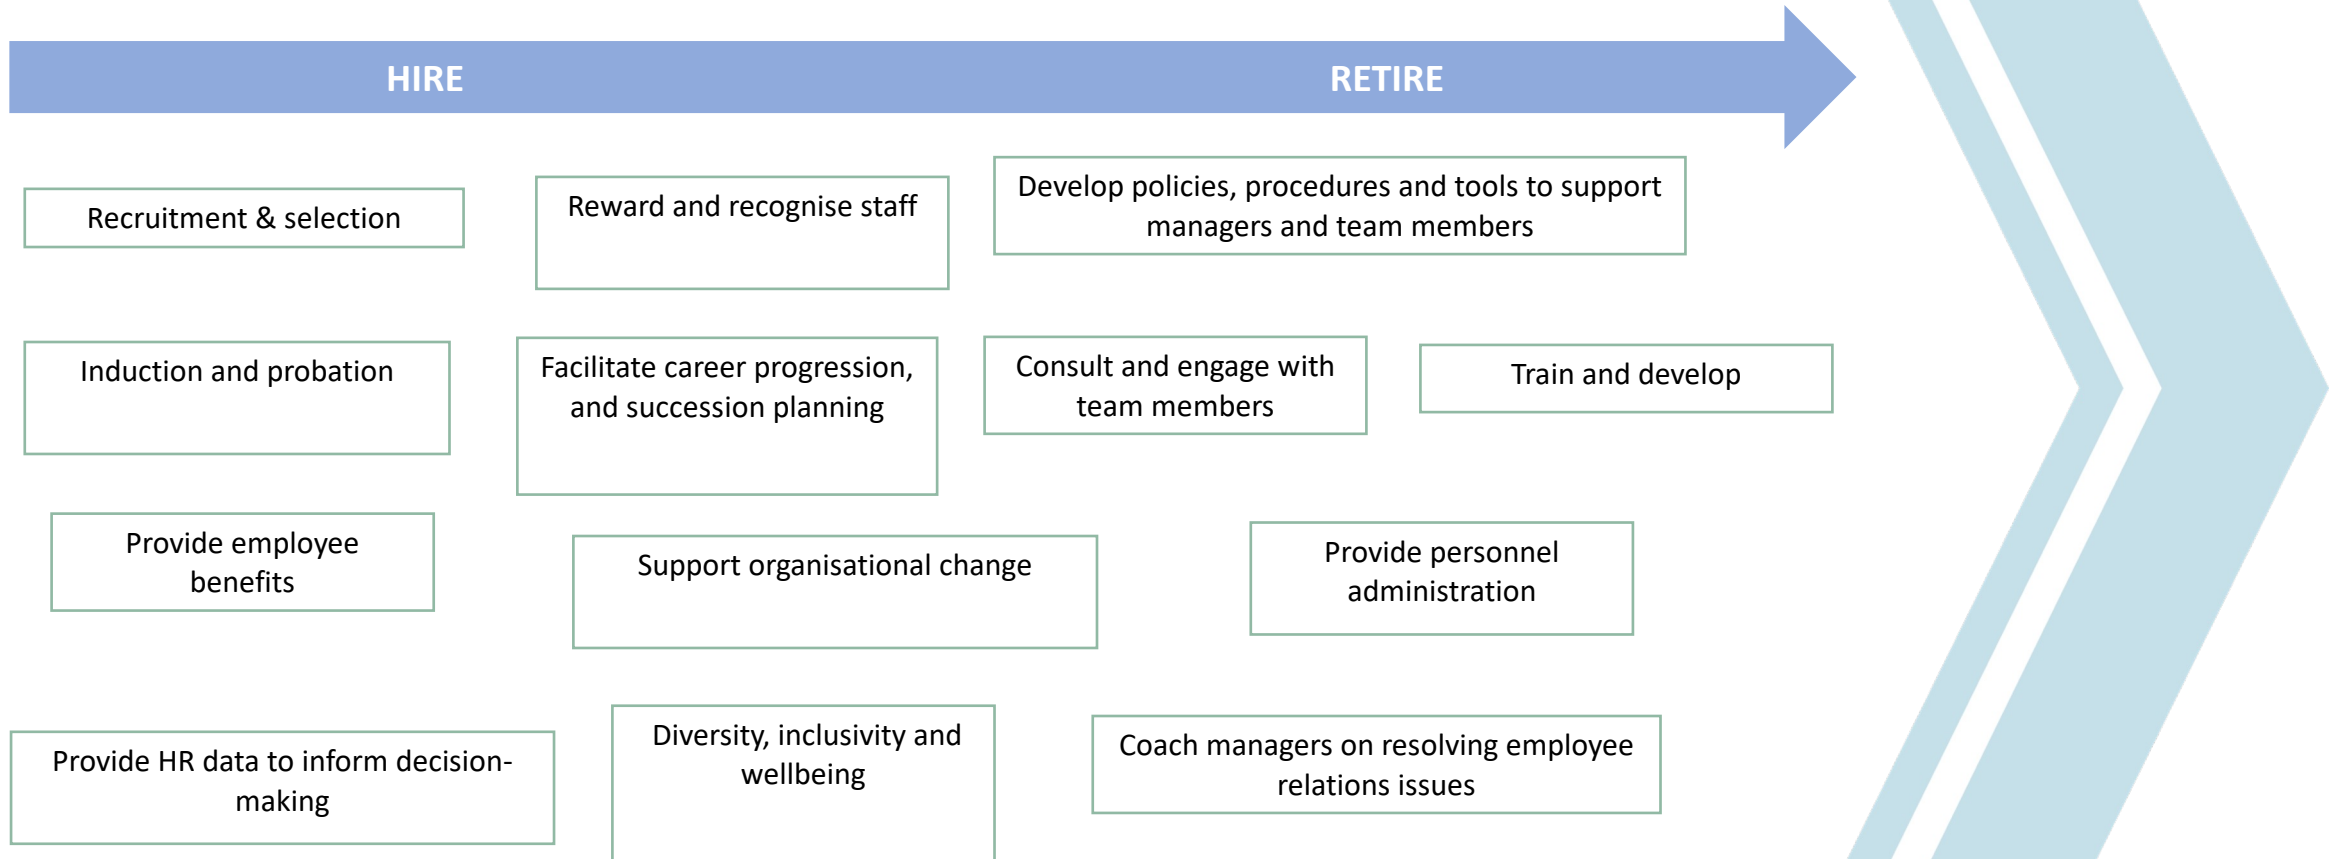 HIRE
RETIRE
Recruitment & selection
Reward and recognise staff
Develop policies, procedures and tools to support
managers and team members
Induction and probation
Facilitate career progression,
and succession planning
Consult and engage with
team members
Train and develop
Provide employee
benefits
Support organisational change
Provide personnel
administration
Provide HR data to inform decision-
making
Diversity, inclusivity and
wellbeing
Coach managers on resolving employee
relations issues